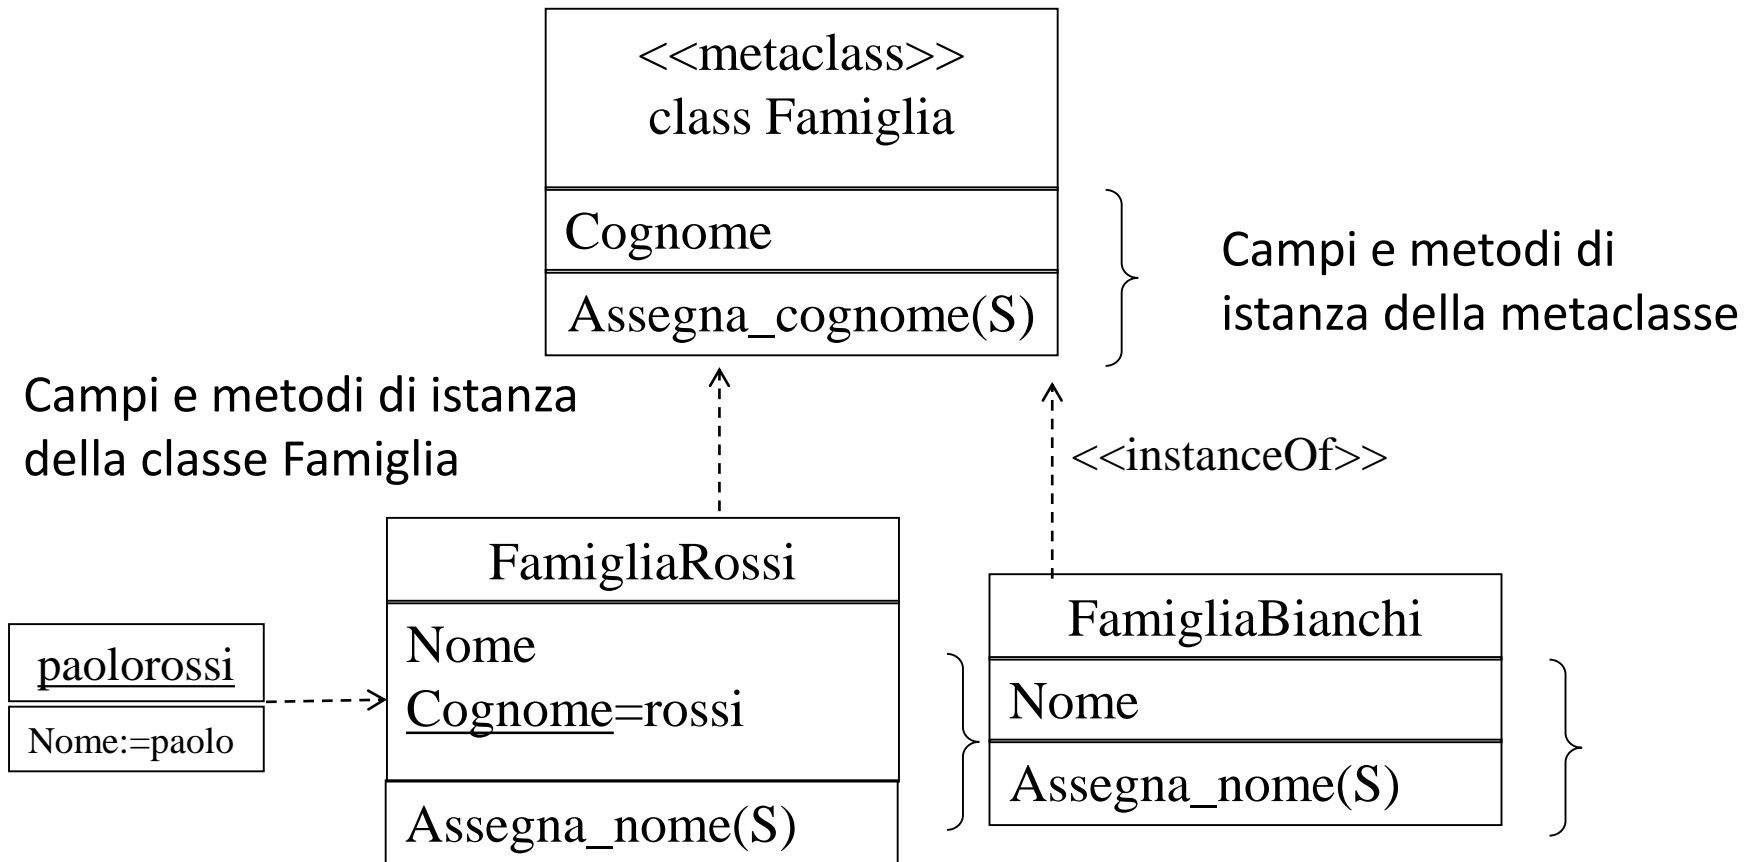 <<metaclass>>
class Famiglia
Cognome
Assegna_cognome(S)
Campi e metodi di
istanza della metaclasse
Campi e metodi di istanza
della classe Famiglia
<<instanceOf>>
FamigliaRossi
Nome
Cognome=rossi
Assegna_nome(S)
paolorossi
Nome:=paolo
FamigliaBianchi
Nome
Assegna_nome(S)